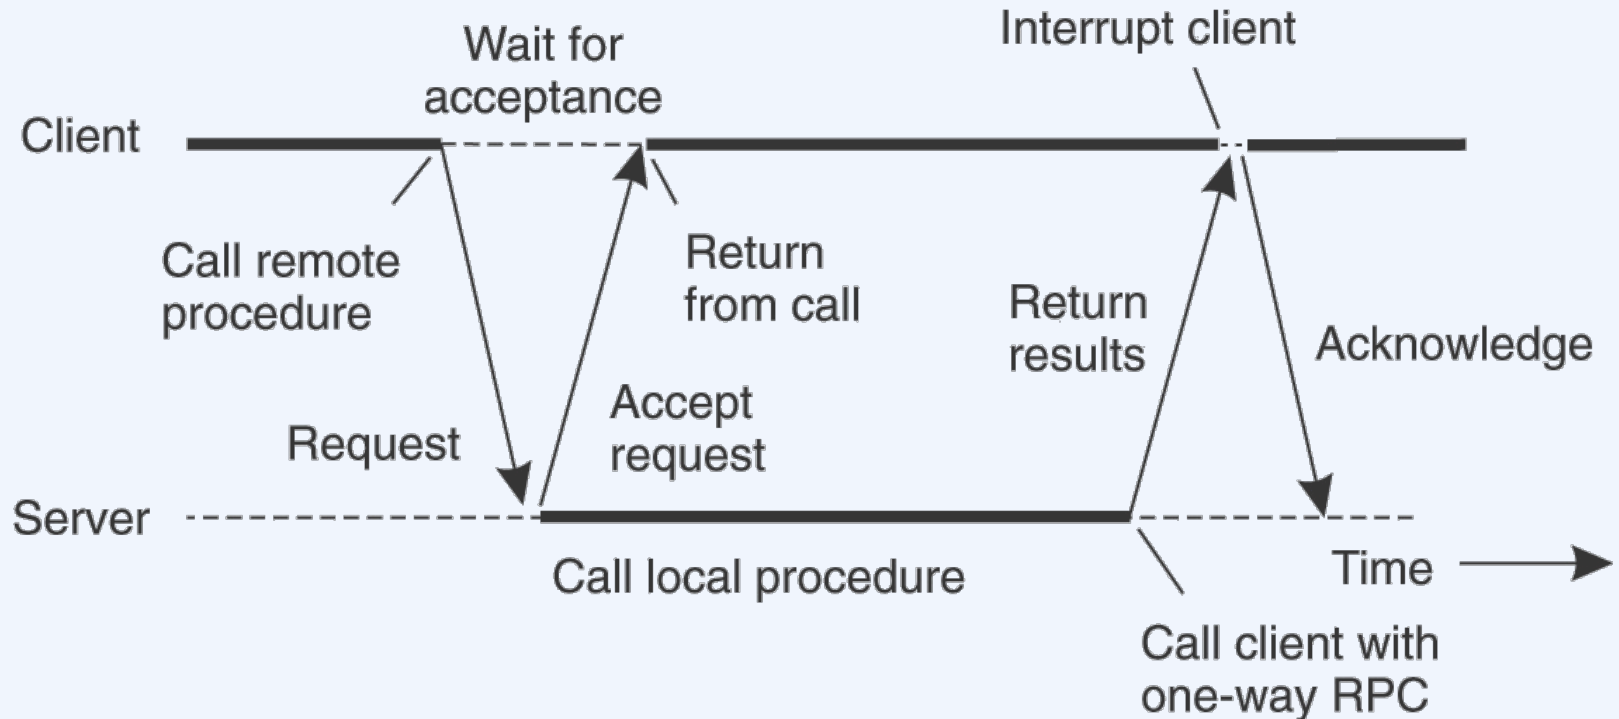 Interrupt client
Wait for
acceptance
Client
Call remote
procedure
Return
from call
Return
results
Acknowledge
Accept
request
Request
Server
Call local procedure
Time
Call client with
one-way RPC